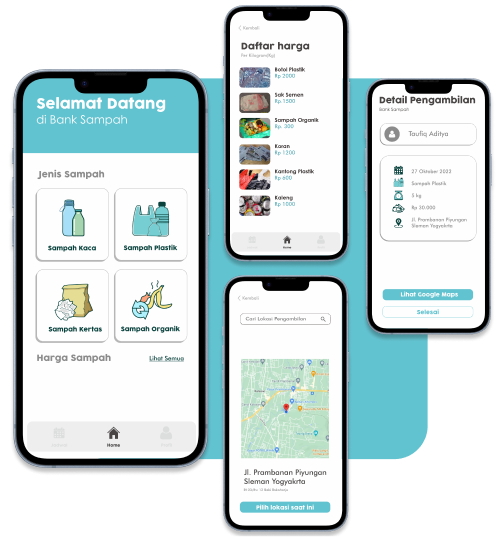 Selamat Datang
di Bank Sampah
Jenis Sampah
Sampah Kaca
Sampah Plastik
Sampah Kertas
Sampah Organik
Harga Sampah
Lihat Semua
Home
Kembali
Daftar harga
Per Kilogram(Kg)
Botol Plastik
Rp 2000
Sak Semen
Rp 1500
Sampah Organik
Rp. 300
Koran
Rp 1200
Kantong Plastik
Rp 600
Kaleng
Rp 1000
Home
Kembali
Cari Lokasi Pengambilan
Jl. Prambanan Piyungan
Sleman Yogyakrta
Pilih lokasi saat ini
Detail Pengambilan
Bank Sampah
Taufiq Aditya
27 Oktober 2023
Sampah Plastik
3 kg
Rp 30.000
Jl. Prambanan Piyungan
Sleman Yogyakrta
Lihat Google Maps
Selesai